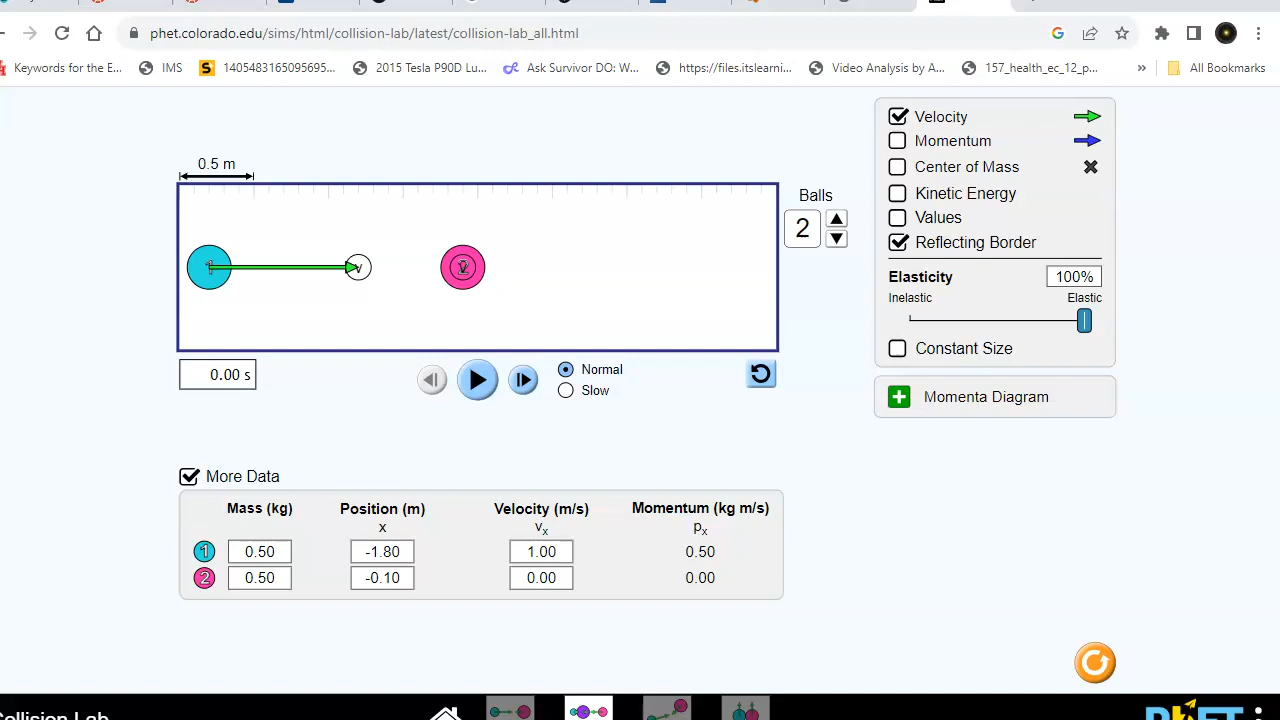 phet.colorado.edu/sims/html/collsion-lab/latest/collision-lab_all.html
Keywords for the E... IMS S 1405483165095695... 2015 Tesla P90D Lu... Ask Survivor DO: W... https://files.itslearni... Video Analysis by A... 157_health_ec_12_p... » All Bookmarks
Velocity
Momentum
Center of Mass
Kinetic Energy
Values
Reflecting Border
Elasticity 100%
Inelastic Elastic
Constant Size
Momenta Diagram
0.5 m
Balls
2
1 v 2
0.00 s
Normal
Slow
More Data
Mass (kg) Position (m) Velocity (m/s) Momentum (kg m/s)
x vx px
1 0.50 -1.80 1.00 0.50
2 0.50 -0.10 0.00 0.00